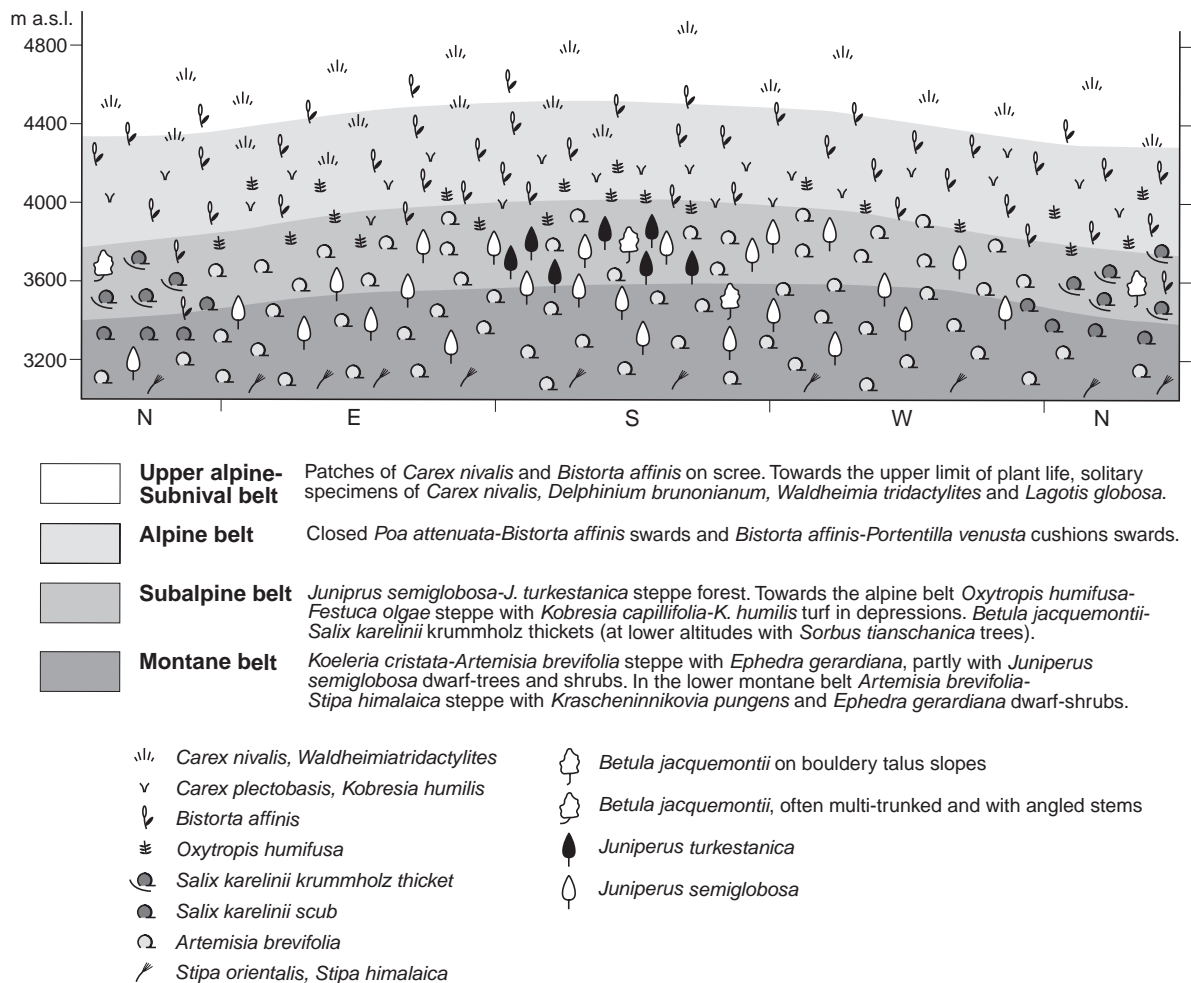 m a.s.l.
4800
4400
4000
3600
3200
N E S W N
Upper alpine-
Subnival belt
Patches of Carex nivalis and Bistorta affinis on scree. Towards the upper limit of plant life, solitary
specimens of Carex nivalis, Delphinium brunonianum, Waldheimia tridactylites and Lagotis globosa.
Alpine belt
Closed Poa attenuata-Bistorta affinis swards and Bistorta affinis-Portentilla venusta cushions swards.
Subalpine belt
Juniprus semiglobosa-J. turkestanica steppe forest. Towards the alpine belt Oxytropis humifusa-
Festuca olgae steppe with Kobresia capillifolia-K. humilis turf in depressions. Betula jacquemontii-
Salix karelinii krummholz thickets (at lower altitudes with Sorbus tianschanica trees).
Montane belt
Koeleria cristata-Artemisia brevifolia steppe with Ephedra gerardiana, partly with Juniperus
semiglobosa dwarf-trees and shrubs. In the lower montane belt Artemisia brevifolia-
Stipa himalaica steppe with Krascheninnikovia pungens and Ephedra gerardiana dwarf-shrubs.
Carex nivalis, Waldheimiatridactylites
Carex plectobasis, Kobresia humilis
Bistorta affinis
Oxytropis humifusa
Salix karelinii krummholz thicket
Salix karelinii scub
Artemisia brevifolia
Stipa orientalis, Stipa himalaica
Betula jacquemontii on bouldery talus slopes
Betula jacquemontii, often multi-trunked and with angled stems
Juniperus turkestanica
Juniperus semiglobosa